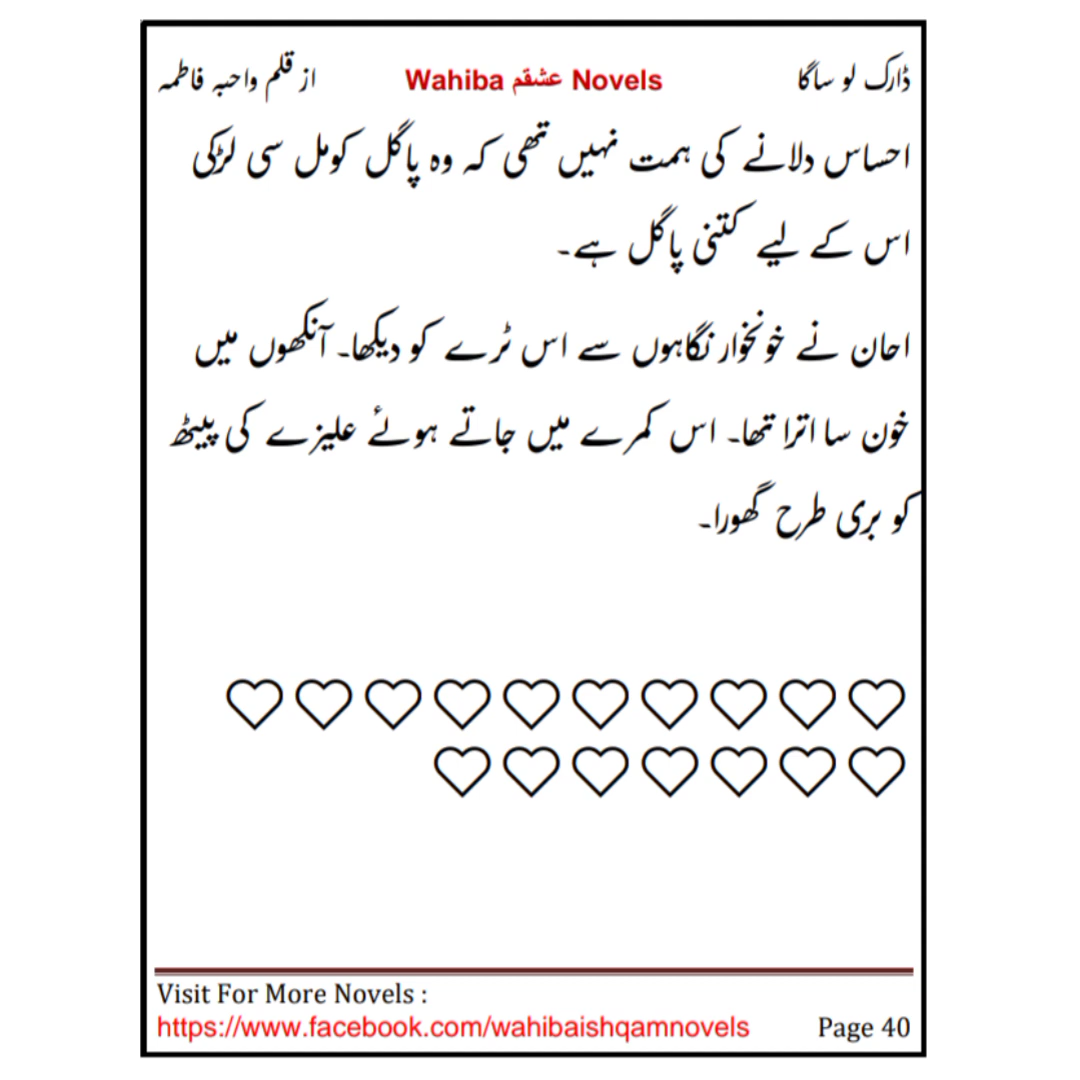 ڈارک لو ساگا Wahiba عشقم Novels از قلم واحبہ فاطمہ
احساس دلانے کی ہمت نہیں تھی کہ وہ پاگل کومل سی لڑکی
اس کے لیے کتنی پاگل ہے۔
احان نے خونخوار نگاہوں سے اس ٹرے کو دیکھا۔ آنکھوں میں
خون سا اترا تھا۔ اس کمرے میں جاتے ہوئے علیزے کی پیٹھ
کو بری طرح گھورا۔
♡♡♡♡♡♡♡♡♡♡
♡♡♡♡♡♡♡
Visit For More Novels :
https://www.facebook.com/wahibaishqamnovels Page 40